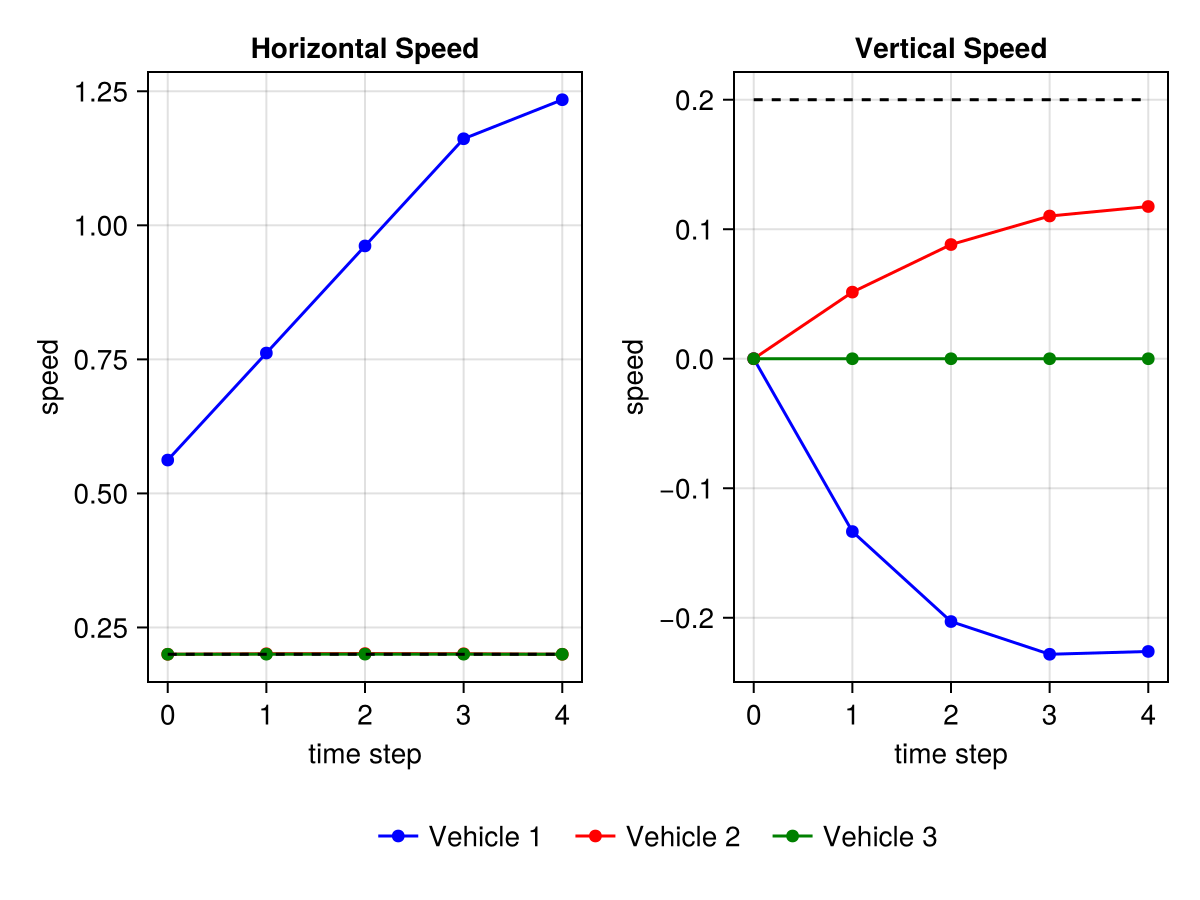 Horizontal Speed
Vertical Speed
1.25
1.00
0.75
0.50
0.25
speed
0 1 2 3 4
time step
0.2
0.1
0.0
−0.1
−0.2
speed
0 1 2 3 4
time step
Vehicle 1 Vehicle 2 Vehicle 3